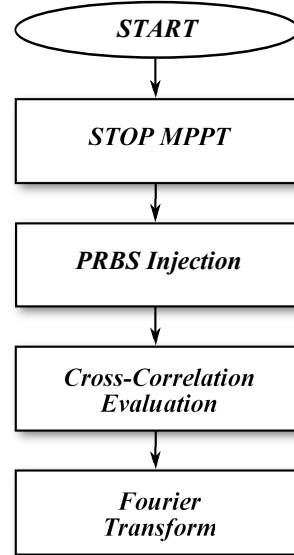 START
STOP MPPT
PRBS Injection
Cross-Correlation
Evaluation
Fourier
Transform